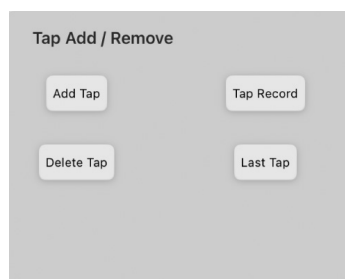 Tap Add / Remove
Add Tap
Tap Record
Delete Tap
Last Tap